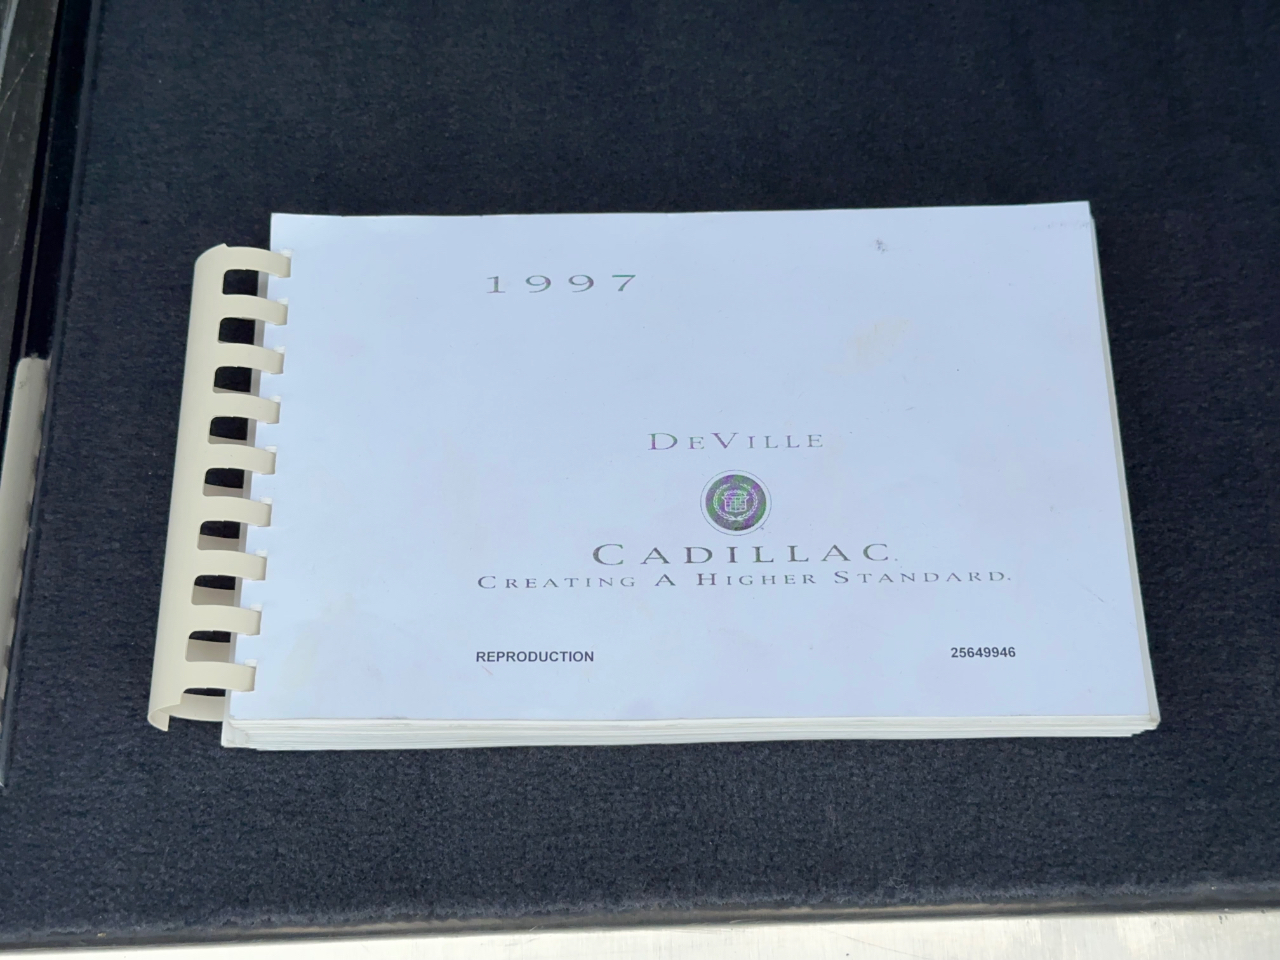 1997
DEVILLE
CADILLAC.
CREATING A HIGHER STANDARD.
REPRODUCTION 25649946